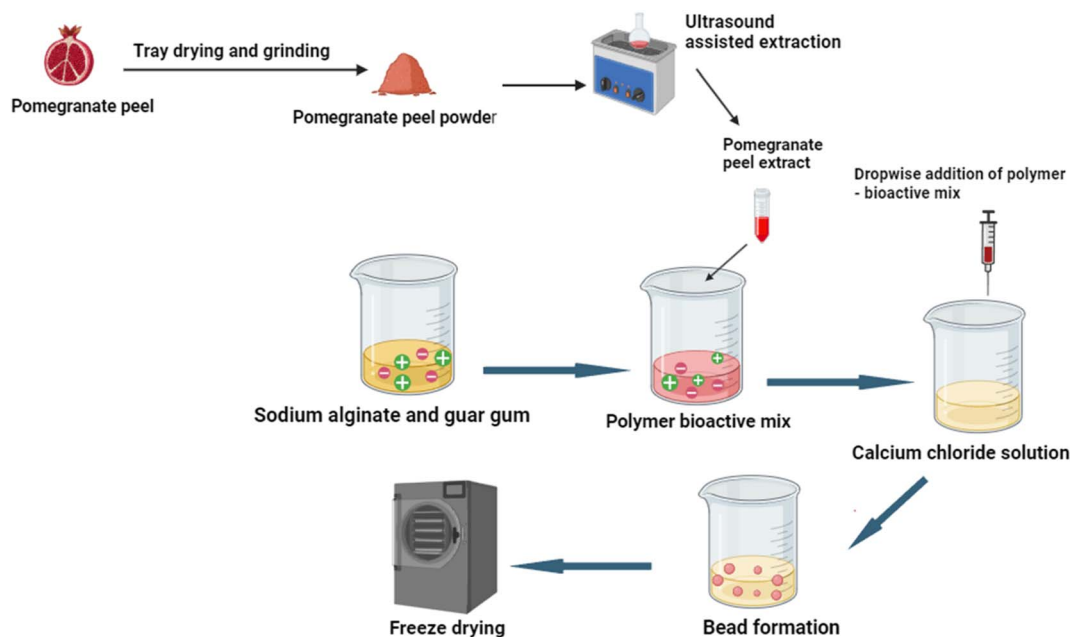 Tray drying and grinding
Pomegranate peel
Pomegranate peel powder
Ultrasound
assisted extraction
Pomegranate
peel extract
Dropwise addition of polymer
- bioactive mix
Sodium alginate and guar gum
Polymer bioactive mix
Calcium chloride solution
Bead formation
Freeze drying